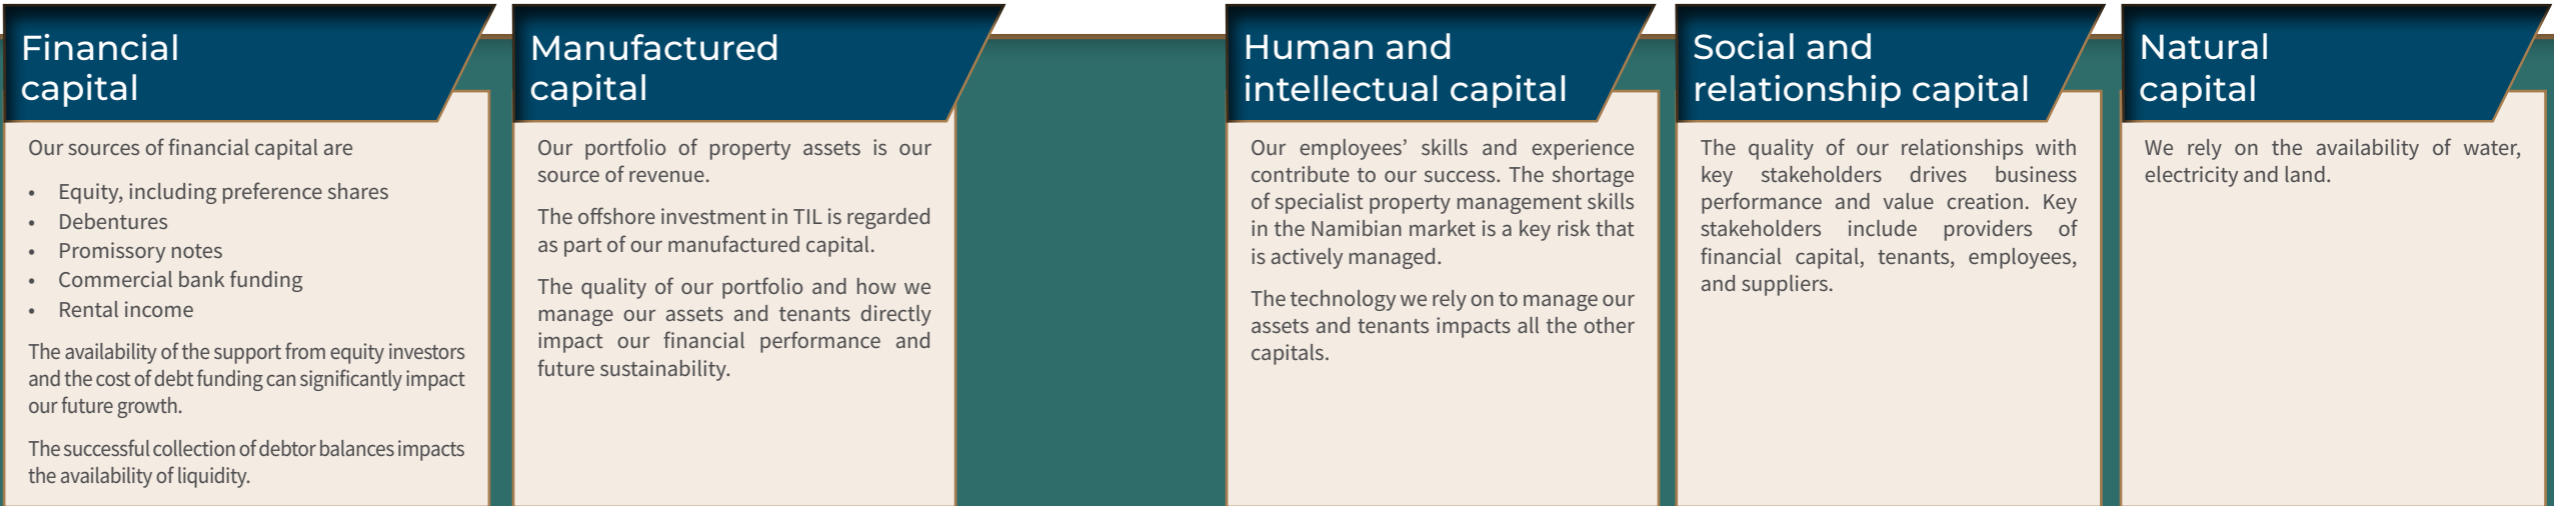 Financial
capital
Our sources of financial capital are
• Equity, including preference shares
• Debentures
• Promissory notes
• Commercial bank funding
• Rental income
The availability of the support from equity investors
and the cost of debt funding can significantly impact
our future growth.
The successful collection of debtor balances impacts
the availability of liquidity.
Manufactured
capital
Our portfolio of property assets is our
source of revenue.
The offshore investment in TIL is regarded
as part of our manufactured capital.
The quality of our portfolio and how we
manage our assets and tenants directly
impact our financial performance and
future sustainability.
Human and
intellectual capital
Our employees’ skills and experience
contribute to our success. The shortage
of specialist property management skills
in the Namibian market is a key risk that
is actively managed.
The technology we rely on to manage our
assets and tenants impacts all the other
capitals.
Social and
relationship capital
The quality of our relationships with
key stakeholders drives business
performance and value creation. Key
stakeholders include providers of
financial capital, tenants, employees,
and suppliers.
Natural
capital
We rely on the availability of water,
electricity and land.